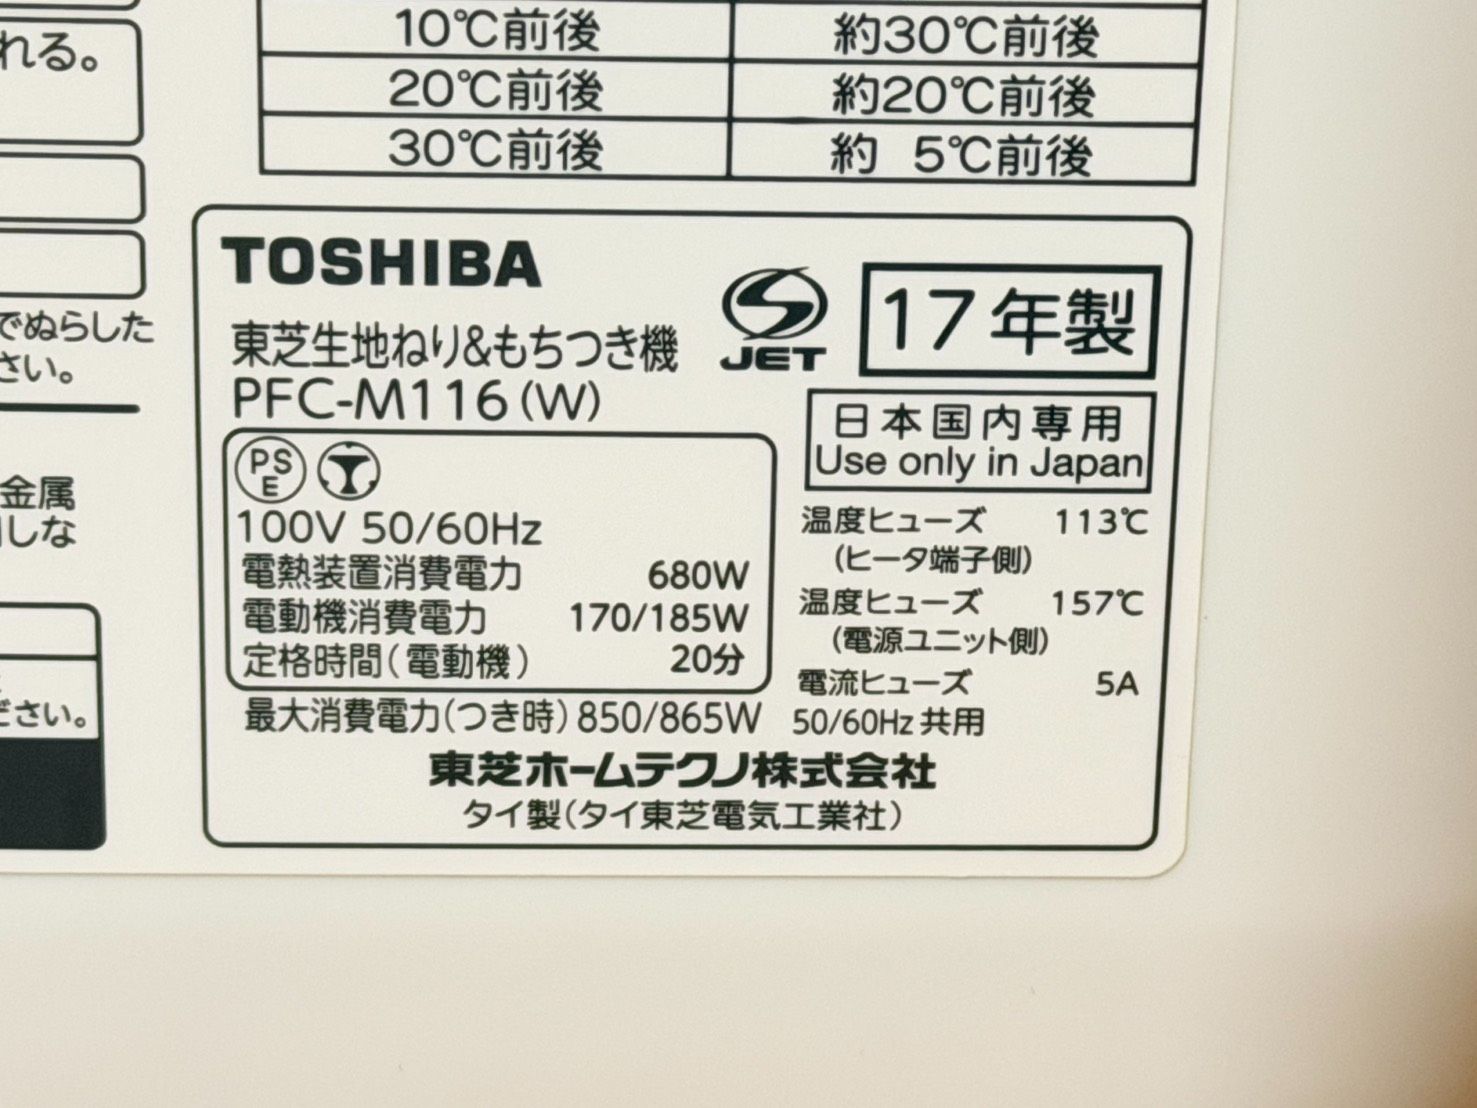 れる。
10℃前後 約30℃前後
20℃前後 約20℃前後
30℃前後 約 5℃前後
でぬらした
さい。
金属
しな
ださい。
TOSHIBA
東芝生地ねり&もちつき機
PFC-M116(W)
S
JET
17年製
日本国内専用
Use only in Japan
PS
E
100V 50/60Hz
電熱装置消費電力 680W
電動機消費電力 170/185W
定格時間(電動機) 20分
最大消費電力(つき時) 850/865W
温度ヒューズ 113℃
(ヒータ端子側)
温度ヒューズ 157℃
(電源ユニット側)
電流ヒューズ 5A
50/60Hz 共用
東芝ホームテクノ株式会社
タイ製(タイ東芝電気工業社)